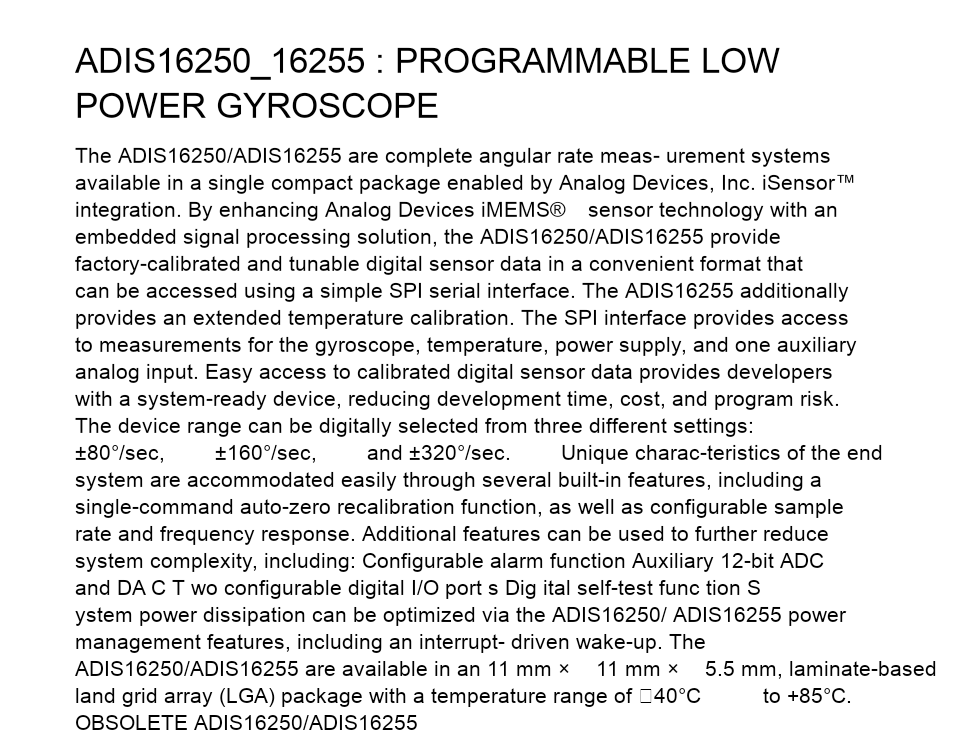 ADIS16250_16255 : PROGRAMMABLE LOW
POWER GYROSCOPE
The ADIS16250/ADIS16255 are complete angular rate meas- urement systems
available in a single compact package enabled by Analog Devices, Inc. iSensor™
integration. By enhancing Analog Devices iMEMS® sensor technology with an
embedded signal processing solution, the ADIS16250/ADIS16255 provide
factory-calibrated and tunable digital sensor data in a convenient format that
can be accessed using a simple SPI serial interface. The ADIS16255 additionally
provides an extended temperature calibration. The SPI interface provides access
to measurements for the gyroscope, temperature, power supply, and one auxiliary
analog input. Easy access to calibrated digital sensor data provides developers
with a system-ready device, reducing development time, cost, and program risk.
The device range can be digitally selected from three different settings:
±80°/sec, ±160°/sec, and ±320°/sec. Unique charac-teristics of the end
system are accommodated easily through several built-in features, including a
single-command auto-zero recalibration function, as well as configurable sample
rate and frequency response. Additional features can be used to further reduce
system complexity, including: Configurable alarm function Auxiliary 12-bit ADC
and DA C T wo configurable digital I/O port s Dig ital self-test func tion S
ystem power dissipation can be optimized via the ADIS16250/ ADIS16255 power
management features, including an interrupt- driven wake-up. The
ADIS16250/ADIS16255 are available in an 11 mm × 11 mm × 5.5 mm, laminate-based
land grid array (LGA) package with a temperature range of □40°C to +85°C.
OBSOLETE ADIS16250/ADIS16255